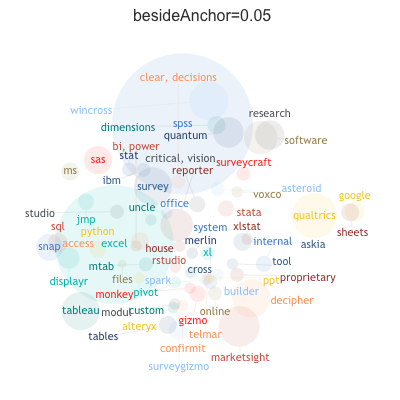 besideAnchor=0.05
clear, decisions
wincross
research
dimensions
spss
quantum
software
bi, power
sas
stat
critical, vision
surveycraft
ms
reporter
ibm
survey
asteroid
voxco
google
studio
uncle
office
stata
qualtrics
sql
jmp
python
system
xlstat
sheets
snap
access
excel
merlin
internal
askia
house
xl
mtab
rstudio
tool
cross
displayr
files
spark
ppt
proprietary
monkey
pivot
builder
decipher
tableau
modul
custom
online
alteryx
gizmo
tables
telmar
confirmit
marketsight
surveygizmo